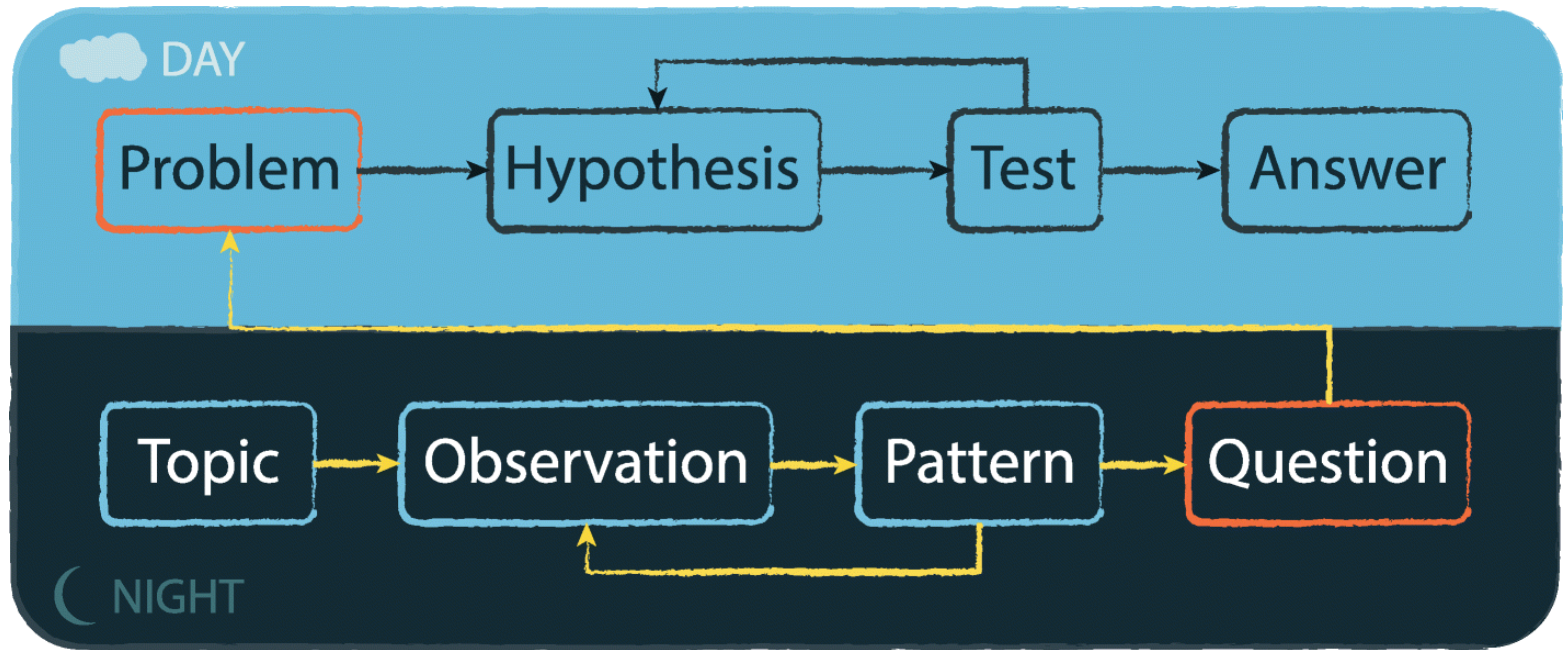 DAY
Problem
Hypothesis
Test
Answer
Topic
Observation
Pattern
Question
NIGHT